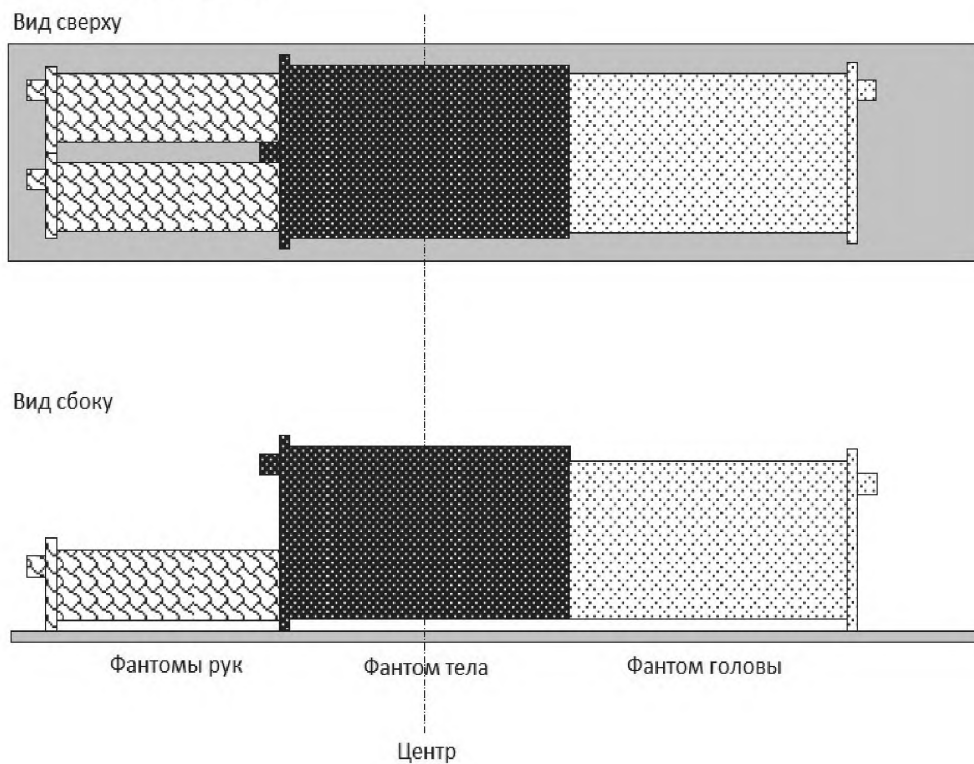 Вид сверху
Вид сбоку
Фантомы рук
Фантом тела
Фантом головы
Центр